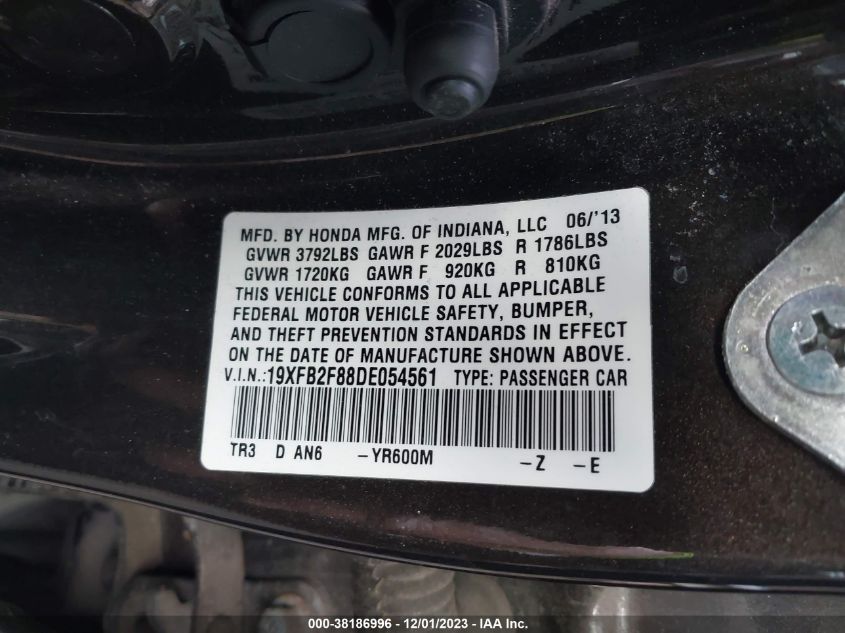 MFD. BY HONDA MFG. OF INDIANA, LLC 06/'13
GVWR 3792LBS GAWR F 2029LBS R 1786LBS
GVWR 1720KG GAWR F 920KG R 810KG
THIS VEHICLE CONFORMS TO ALL APPLICABLE
FEDERAL MOTOR VEHICLE SAFETY, BUMPER,
AND THEFT PREVENTION STANDARDS IN EFFECT
ON THE DATE OF MANUFACTURE SHOWN ABOVE.
V.I.N.:19XFB2F88DE054561 TYPE: PASSENGER CAR
TR3 D AN6 -YR600M -Z -E
000-38186996 - 12/01/2023 - IAA Inc.